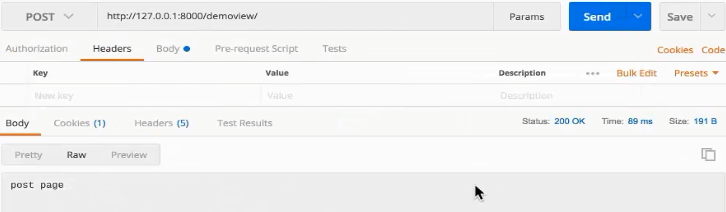 POST http://127.0.0.1:8000/demoview/ Params Send Save
Authorization Headers Body Pre-request Script Tests Cookies Code
Key Value Description ••• Bulk Edit Presets
New key Value Description
Body Cookies (1) Headers (5) Test Results Status: 200 OK Time: 89 ms Size: 191 B
Pretty Raw Preview
post page